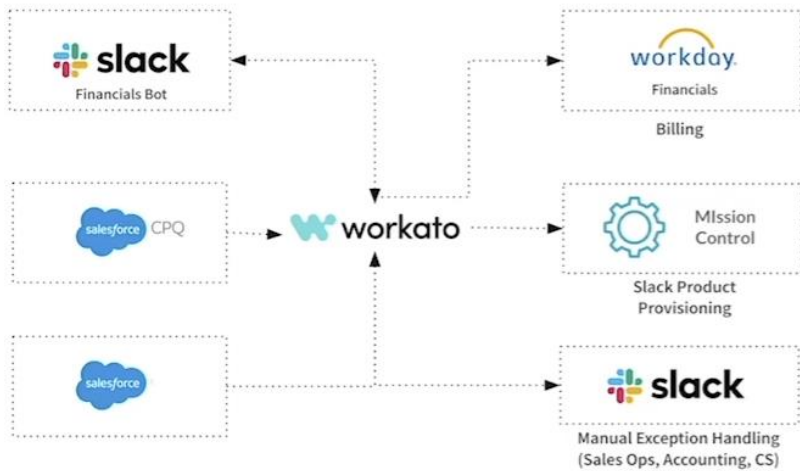 slack
Financials Bot
workday.
Financials
Billing
salesforce CPQ
workato
MIssion
Control
Slack Product
Provisioning
salesforce
slack
Manual Exception Handling
(Sales Ops, Accounting, CS)